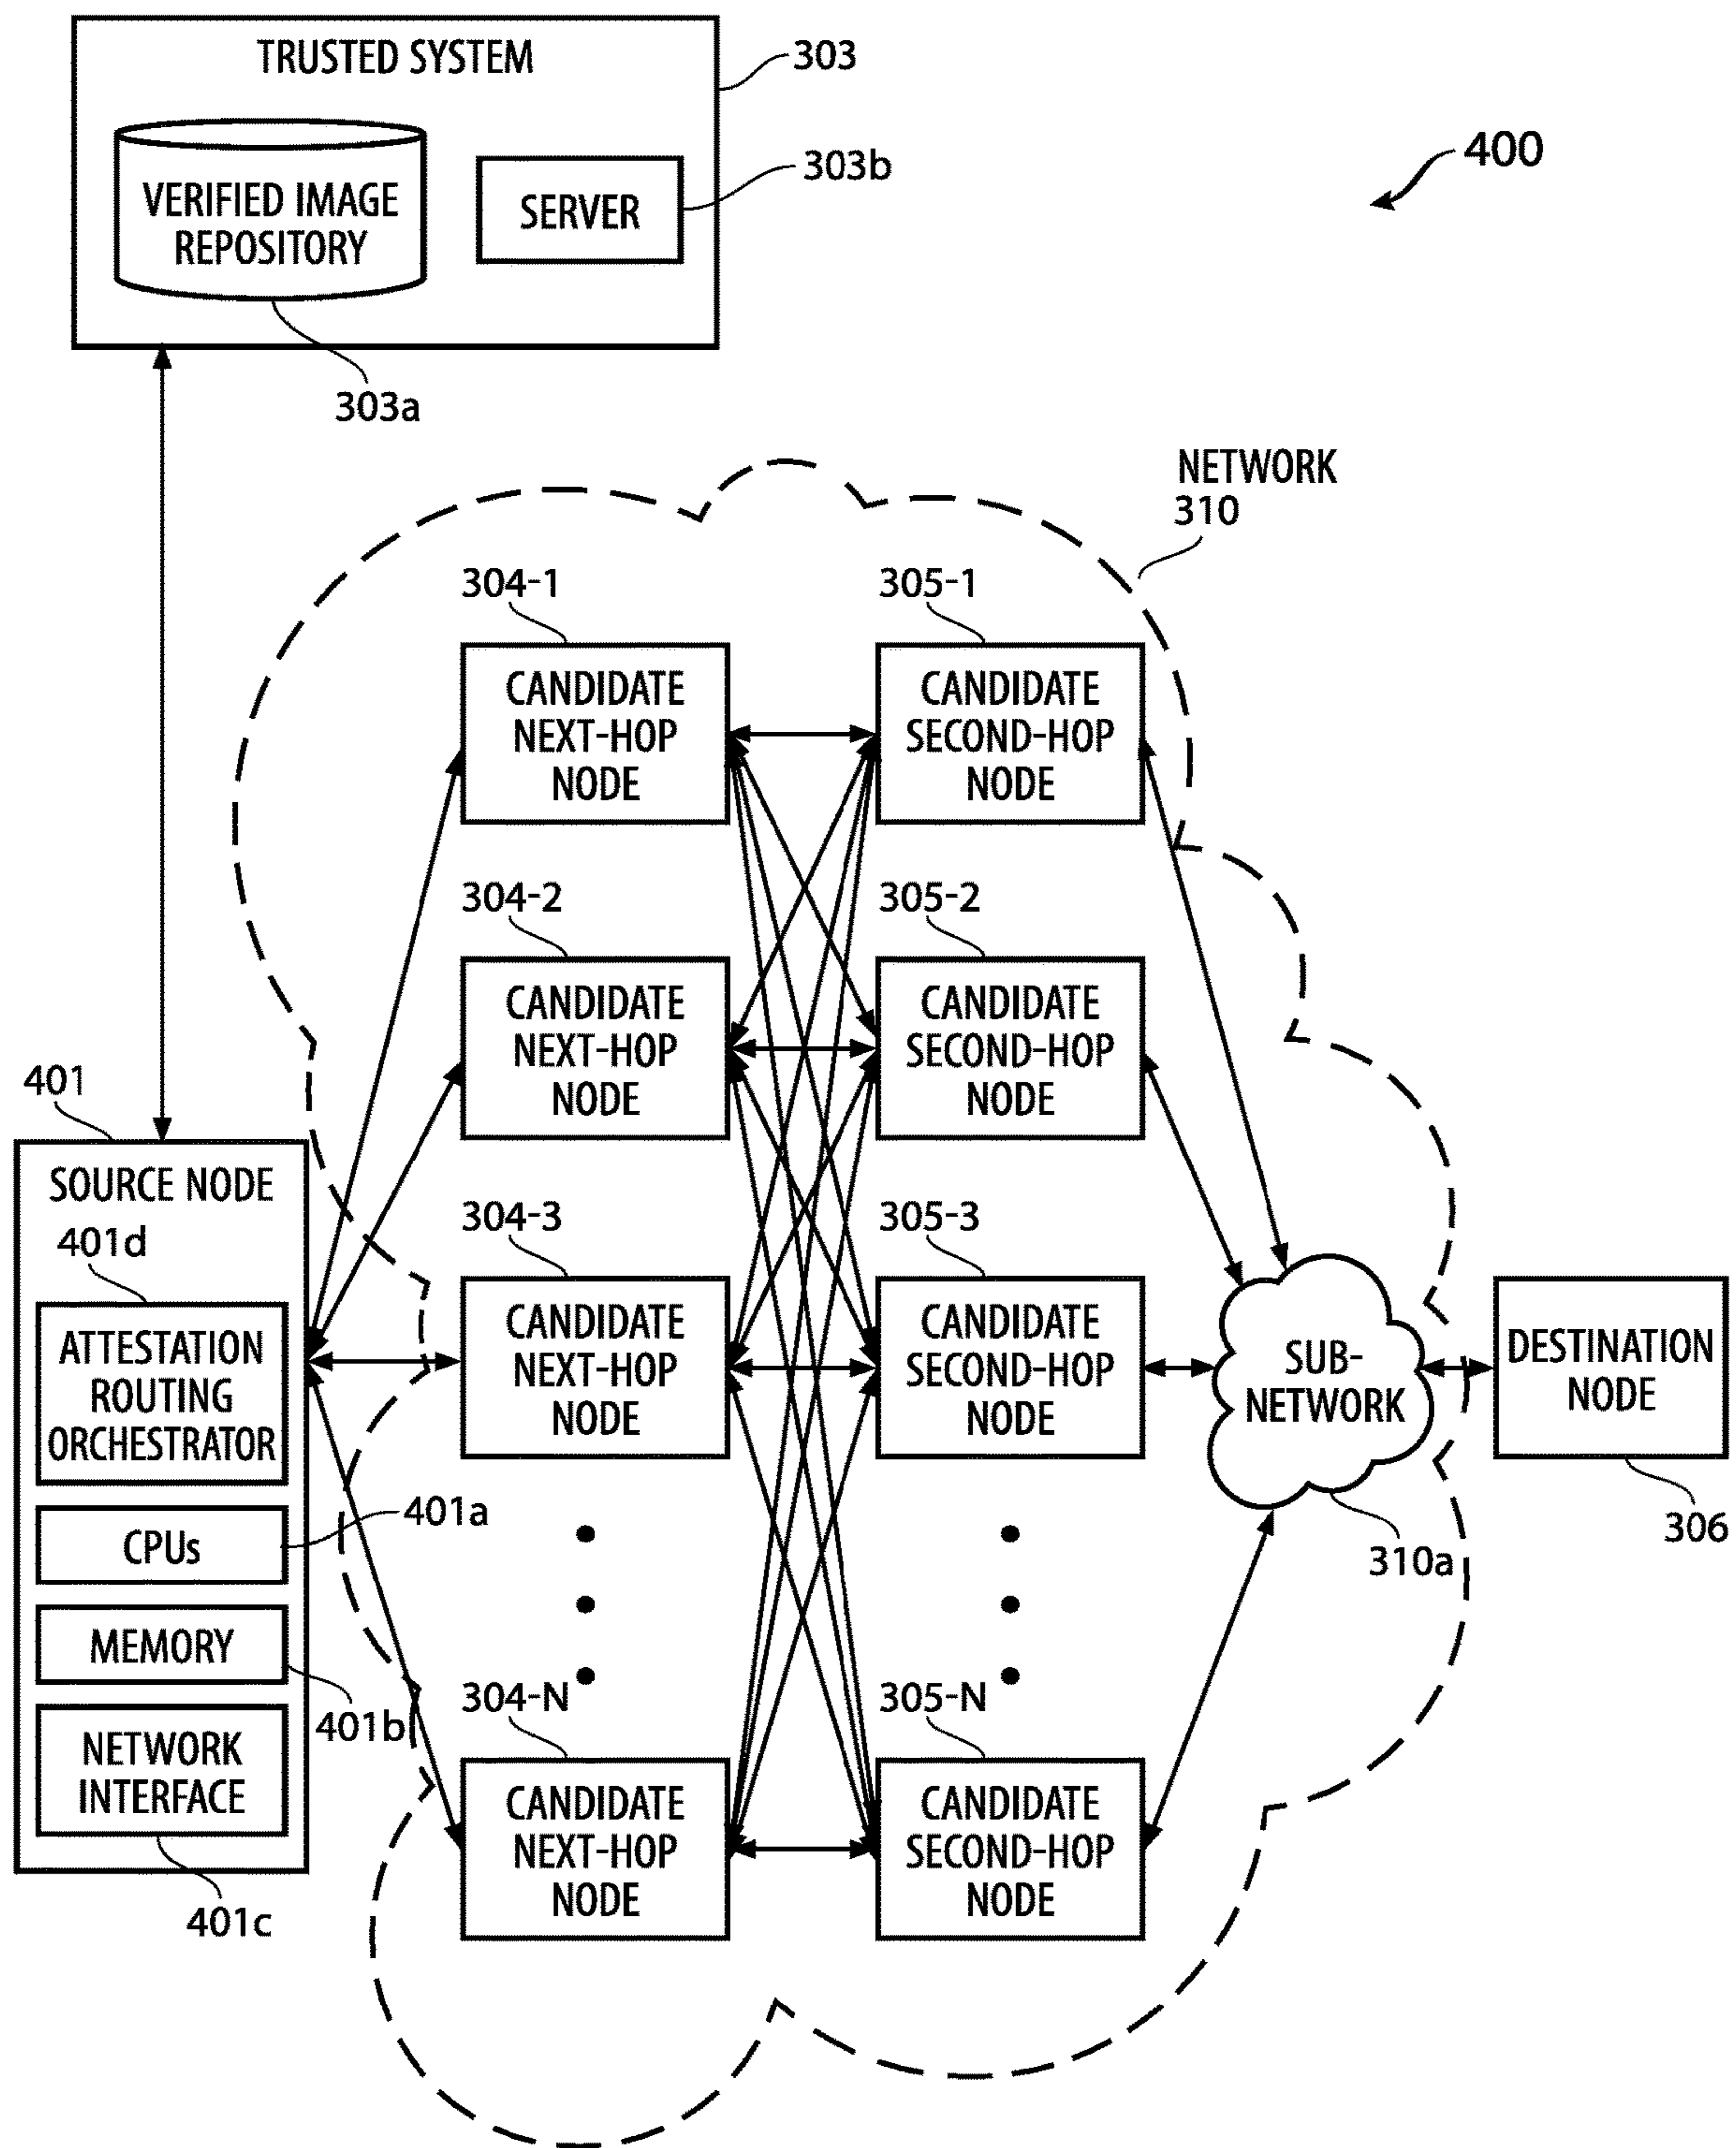 TRUSTED SYSTEM
303
VERIFIED IMAGE
REPOSITORY
SERVER
303b
303a
400
NETWORK
310
304-1
CANDIDATE
NEXT-HOP
NODE
305-1
CANDIDATE
SECOND-HOP
NODE
304-2
CANDIDATE
NEXT-HOP
NODE
305-2
CANDIDATE
SECOND-HOP
NODE
401
SOURCE NODE
401d
ATTESTATION
ROUTING
ORCHESTRATOR
CPUs
401a
MEMORY
401b
NETWORK
INTERFACE
401c
304-3
CANDIDATE
NEXT-HOP
NODE
305-3
CANDIDATE
SECOND-HOP
NODE
SUB-
NETWORK
310a
DESTINATION
NODE
306
304-N
CANDIDATE
NEXT-HOP
NODE
305-N
CANDIDATE
SECOND-HOP
NODE